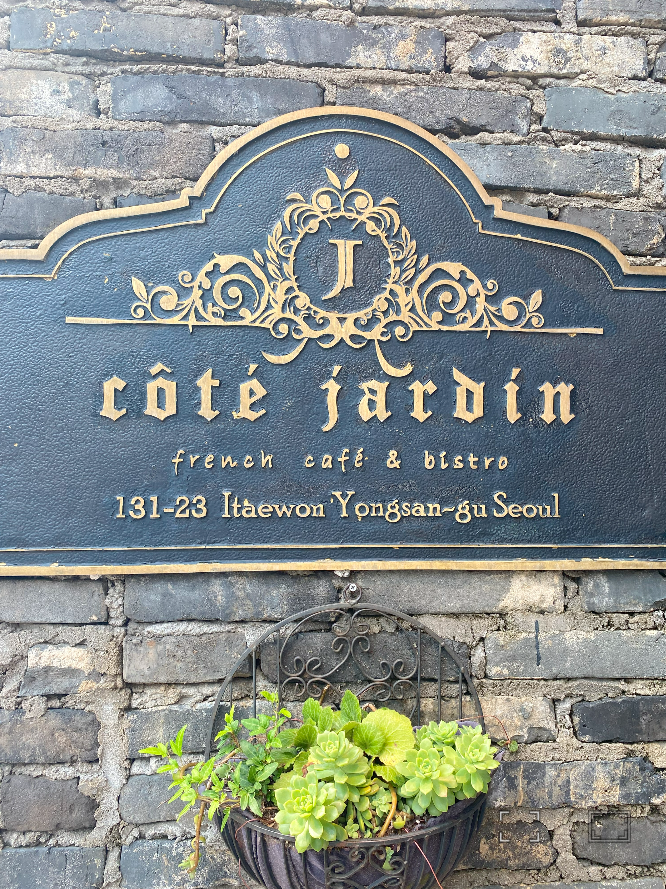 J
côté jardin
french café & bistro
131-23 Itaewon Yongsan-gu Seoul